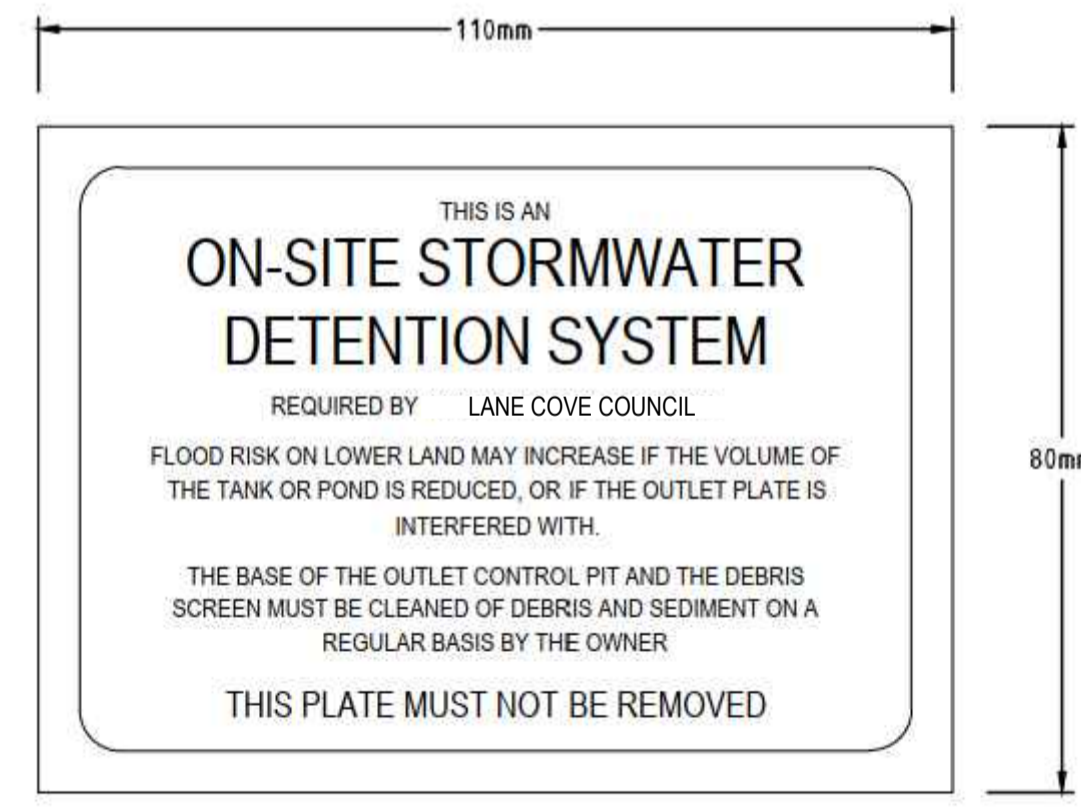 110mm
THIS IS AN
ON-SITE STORMWATER
DETENTION SYSTEM
REQUIRED BY LANE COVE COUNCIL
FLOOD RISK ON LOWER LAND MAY INCREASE IF THE VOLUME OF
THE TANK OR POND IS REDUCED, OR IF THE OUTLET PLATE IS
INTERFERED WITH.
THE BASE OF THE OUTLET CONTROL PIT AND THE DEBRIS
SCREEN MUST BE CLEANED OF DEBRIS AND SEDIMENT ON A
REGULAR BASIS BY THE OWNER
THIS PLATE MUST NOT BE REMOVED
80mm